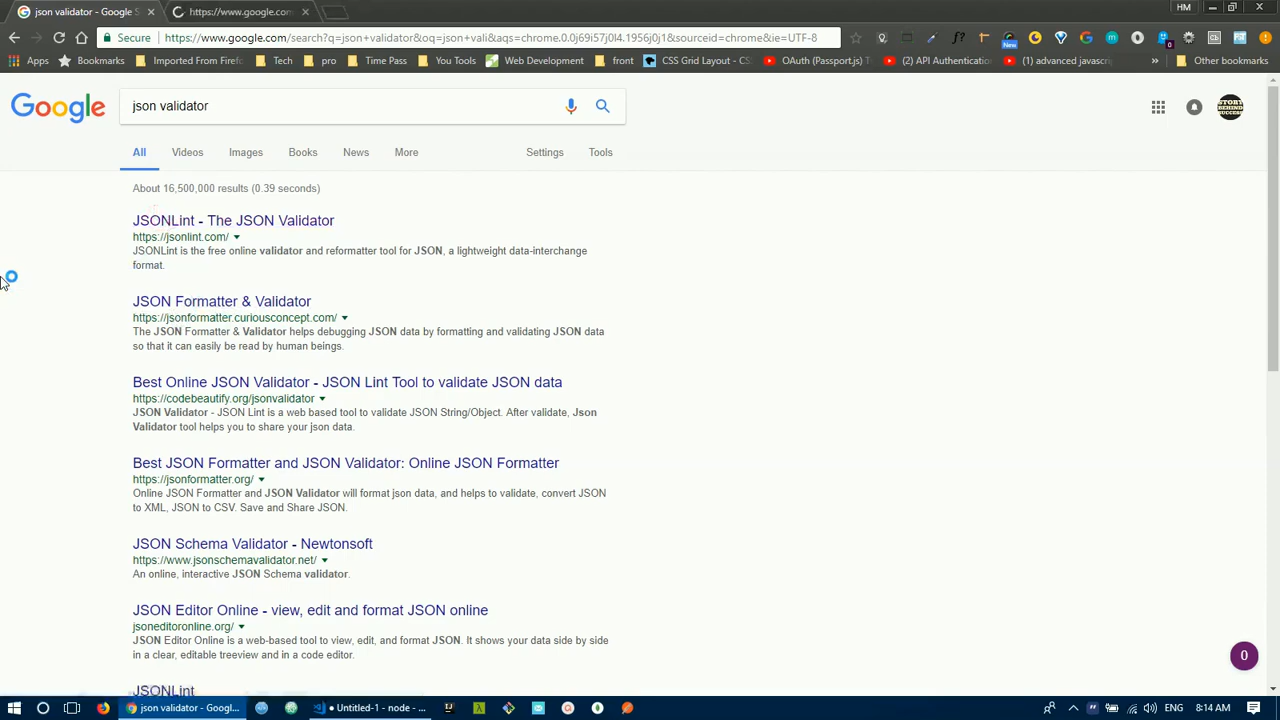 json validator - Google S
https://www.google.com
HM
Secure
https://www.google.com/search?q=json+validator&oq=json+vali&aqs=chrome.0.0j69i57j0l4.1956j0j1&sourceid=chrome&ie=UTF-8
Apps Bookmarks Imported From Firefox Tech pro Time Pass You Tools Web Development front CSS Grid Layout - CSS OAuth (Passport.js) T (2) API Authentication (1) advanced javascrip » Other bookmarks
New
0
Google
json validator
STORY
BEHIND
SUCCESS
All Videos Images Books News More Settings Tools
About 16,500,000 results (0.39 seconds)
JSONLint - The JSON Validator
https://jsonlint.com/
JSONLint is the free online validator and reformatter tool for JSON, a lightweight data-interchange
format.
JSON Formatter & Validator
https://jsonformatter.curiousconcept.com/
The JSON Formatter & Validator helps debugging JSON data by formatting and validating JSON data
so that it can easily be read by human beings.
Best Online JSON Validator - JSON Lint Tool to validate JSON data
https://codebeautify.org/jsonvalidator
JSON Validator - JSON Lint is a web based tool to validate JSON String/Object. After validate, Json
Validator tool helps you to share your json data.
Best JSON Formatter and JSON Validator: Online JSON Formatter
https://jsonformatter.org/
Online JSON Formatter and JSON Validator will format json data, and helps to validate, convert JSON
to XML, JSON to CSV. Save and Share JSON.
JSON Schema Validator - Newtonsoft
https://www.jsonschemavalidator.net/
An online, interactive JSON Schema validator.
JSON Editor Online - view, edit and format JSON online
jsoneditoronline.org/
JSON Editor Online is a web-based tool to view, edit, and format JSON. It shows your data side by side
in a clear, editable treeview and in a code editor.
0
JSONLint
json validator - Googl...
● Untitled-1 - node - ...
ENG
8:14 AM